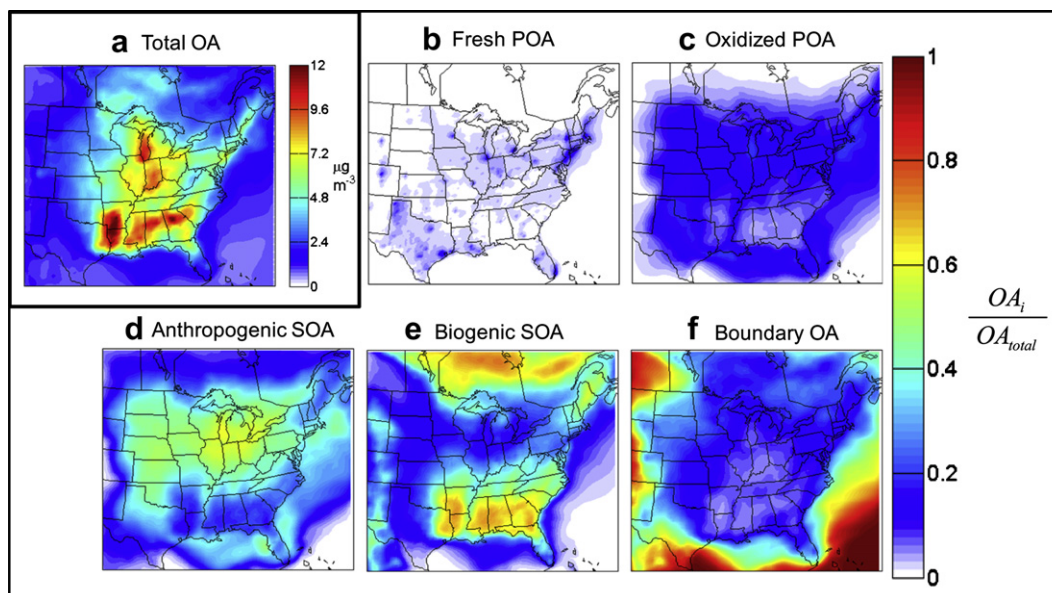 a Total OA
12
9.6
7.2
μg
m⁻³
4.8
2.4
0
b Fresh POA
c Oxidized POA
d Anthropogenic SOA
e Biogenic SOA
f Boundary OA
1
0.8
0.6
0.4
0.2
0
OAᵢ
OAₜₒₜₐₗ